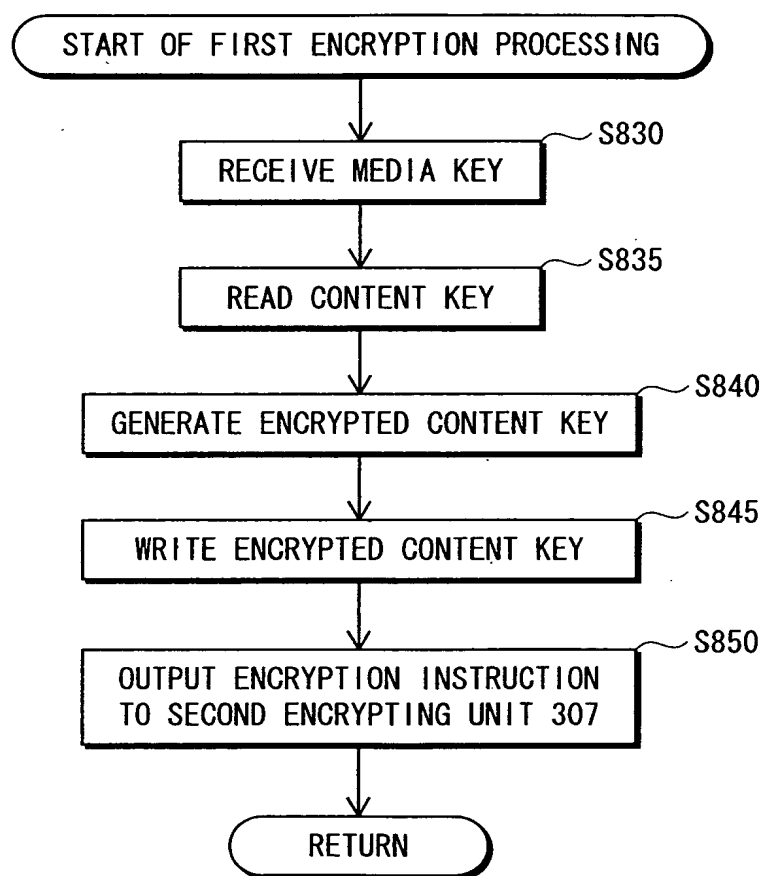 START OF FIRST ENCRYPTION PROCESSING
S830
RECEIVE MEDIA KEY
S835
READ CONTENT KEY
S840
GENERATE ENCRYPTED CONTENT KEY
S845
WRITE ENCRYPTED CONTENT KEY
S850
OUTPUT ENCRYPTION INSTRUCTION
TO SECOND ENCRYPTING UNIT 307
RETURN